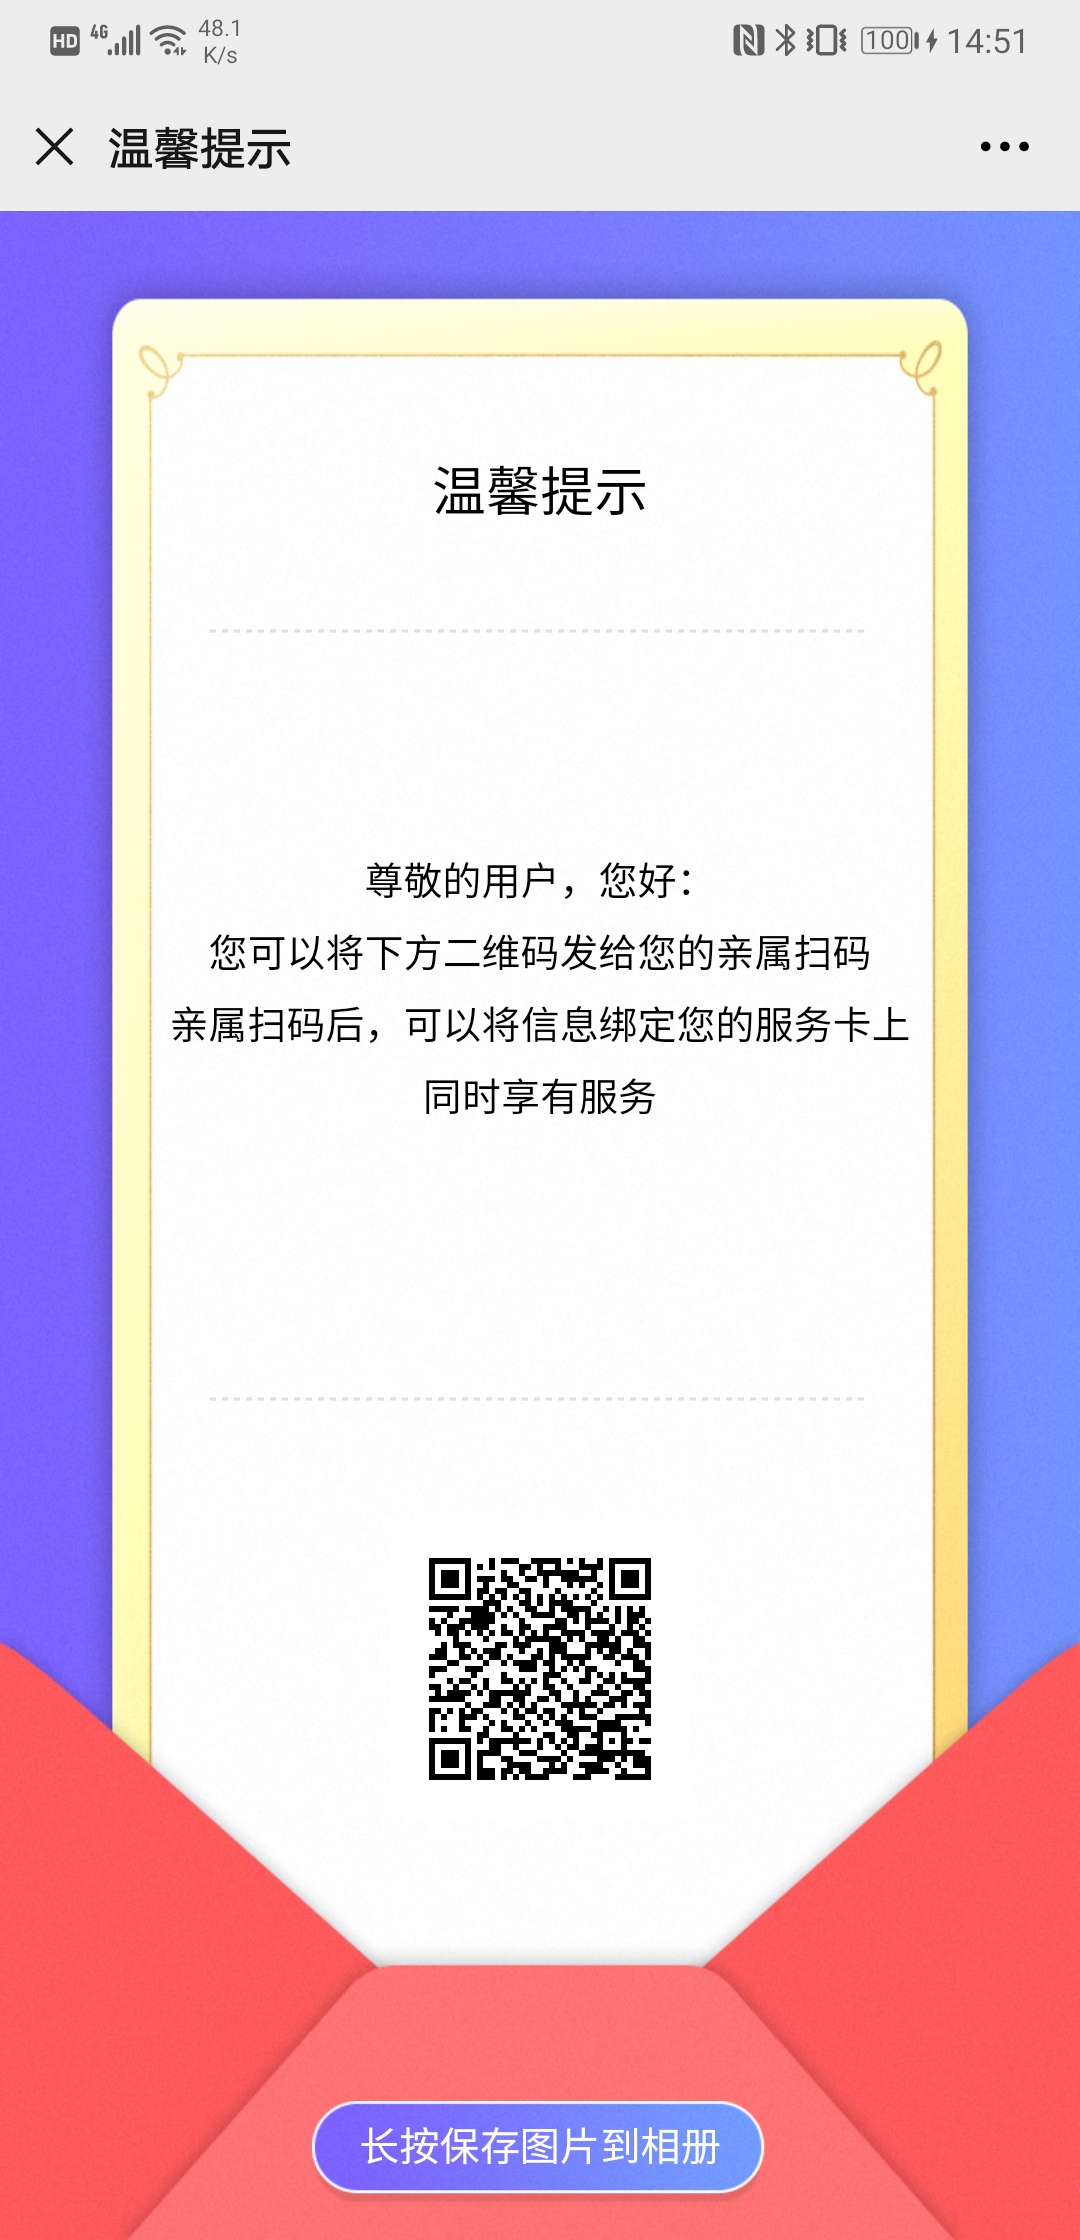 HD 4G 48.1 K/s 100 14:51
温馨提示
温馨提示
尊敬的用户，您好：
您可以将下方二维码发给您的亲属扫码
亲属扫码后，可以将信息绑定您的服务卡上
同时享有服务
长按保存图片到相册